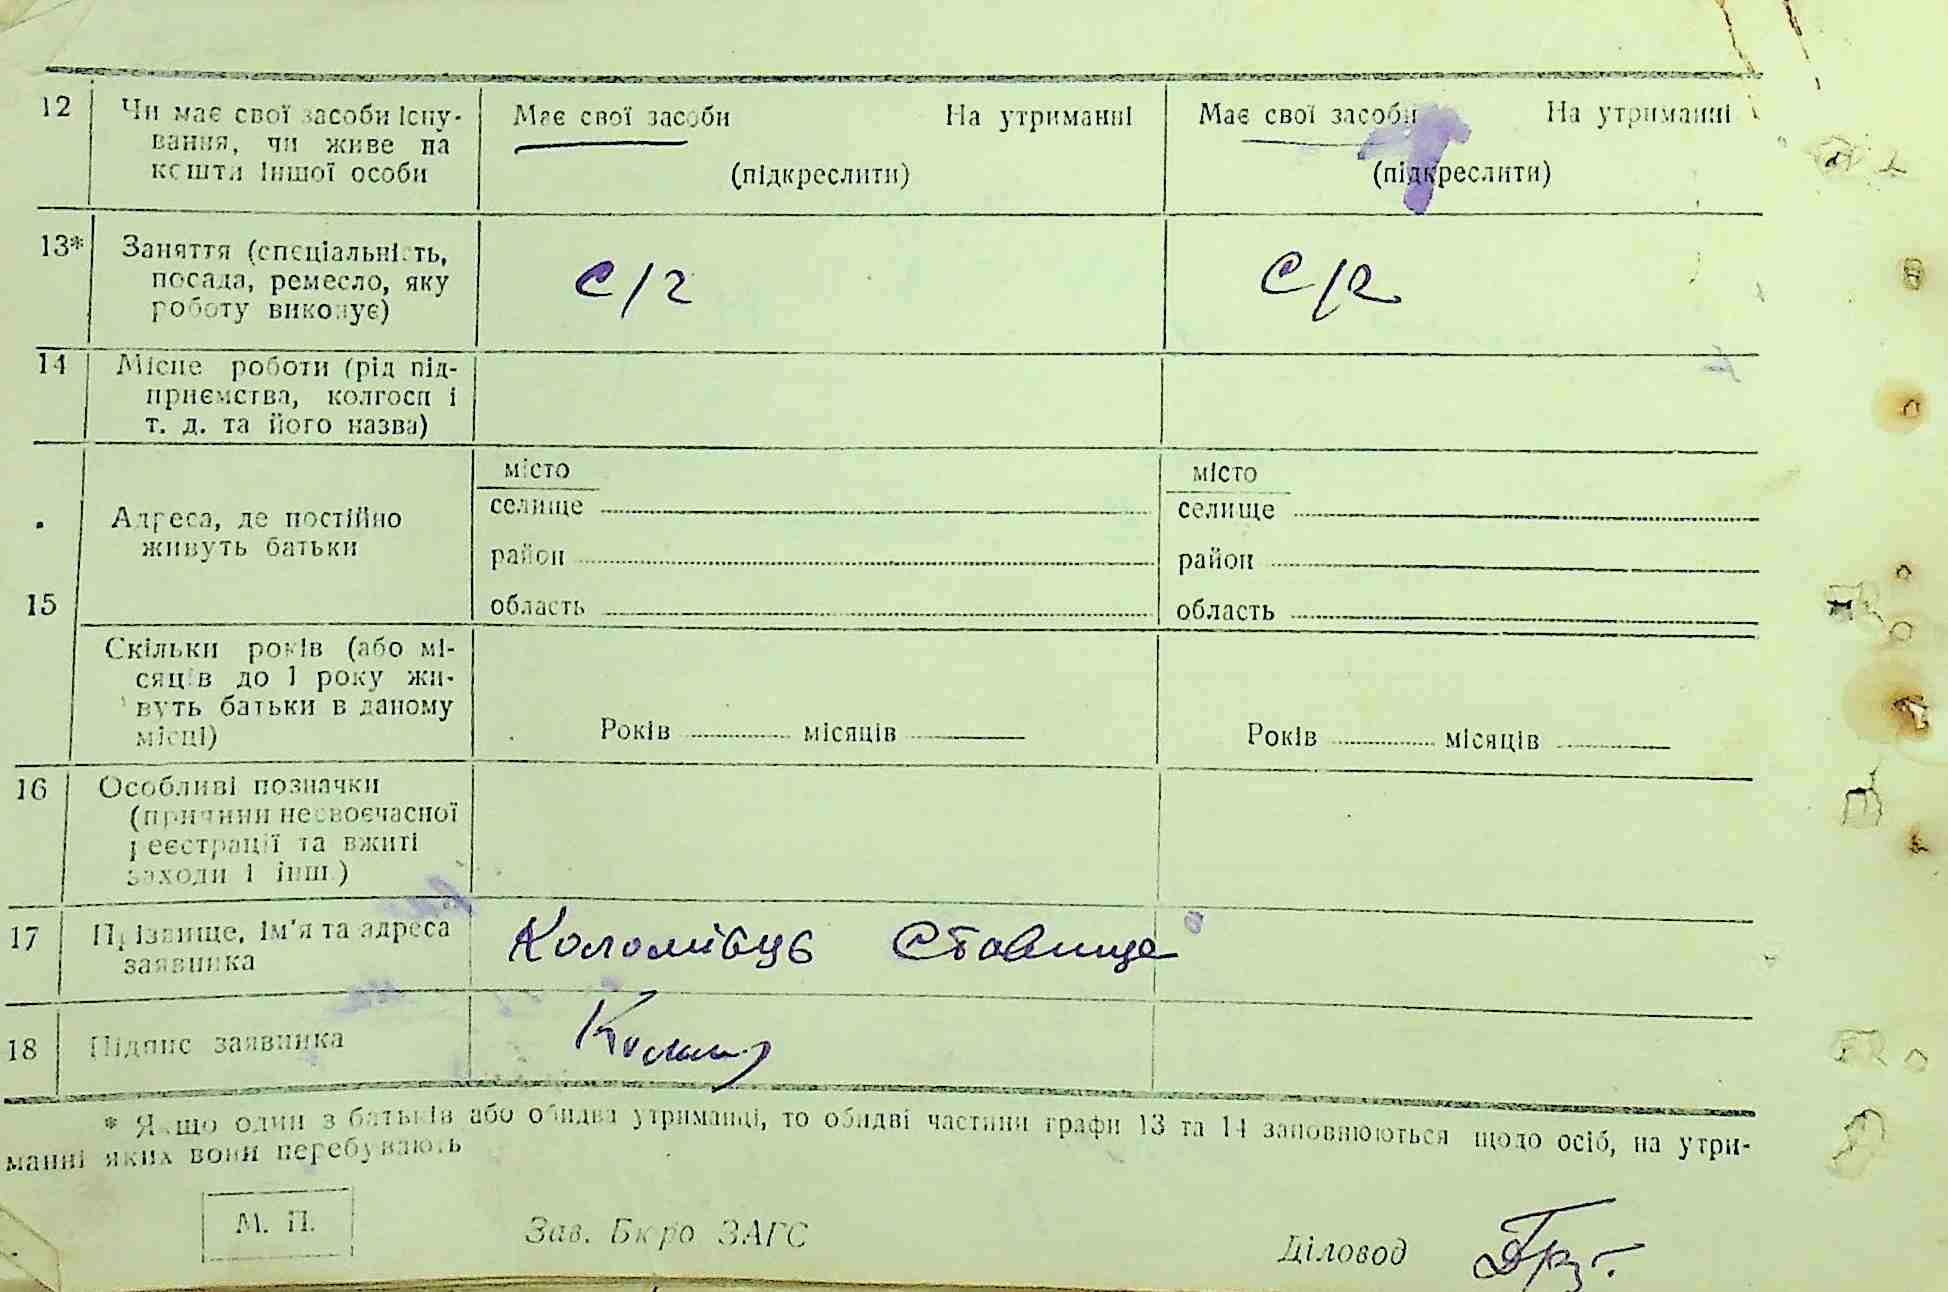 12 Чи має свої засоби існу- Має свої засоби На утриманні Має свої засоби На утриманні
вання, чи живе на
кошти іншої особи (підкреслити) (підкреслити)
13* Заняття (спеціальність,
посада, ремесло, яку с/г с/г
роботу виконує)
14 Місце роботи (рід під-
приємства, колгосп і
т. д. та його назва)
місто місто
селище селище
Адреса, де постійно
живуть батьки район район
15 область область
Скільки років (або мі-
сяців до 1 року жи-
вуть батьки в даному
місці) Років місяців Років місяців
16 Особливі позначки
(причини несвоєчасної
реєстрації та вжиті
заходи і інш.)
17 Прізвище, ім'я та адреса Коломієць Ставище
заявника
18 Підпис заявника
* Якщо один з батьків або обидва утриманці, то обидві частини графи 13 та 14 заповнюються щодо осіб, на утри-
манні яких вони перебувають
М. П.
Зав. Бюро ЗАГС Діловод